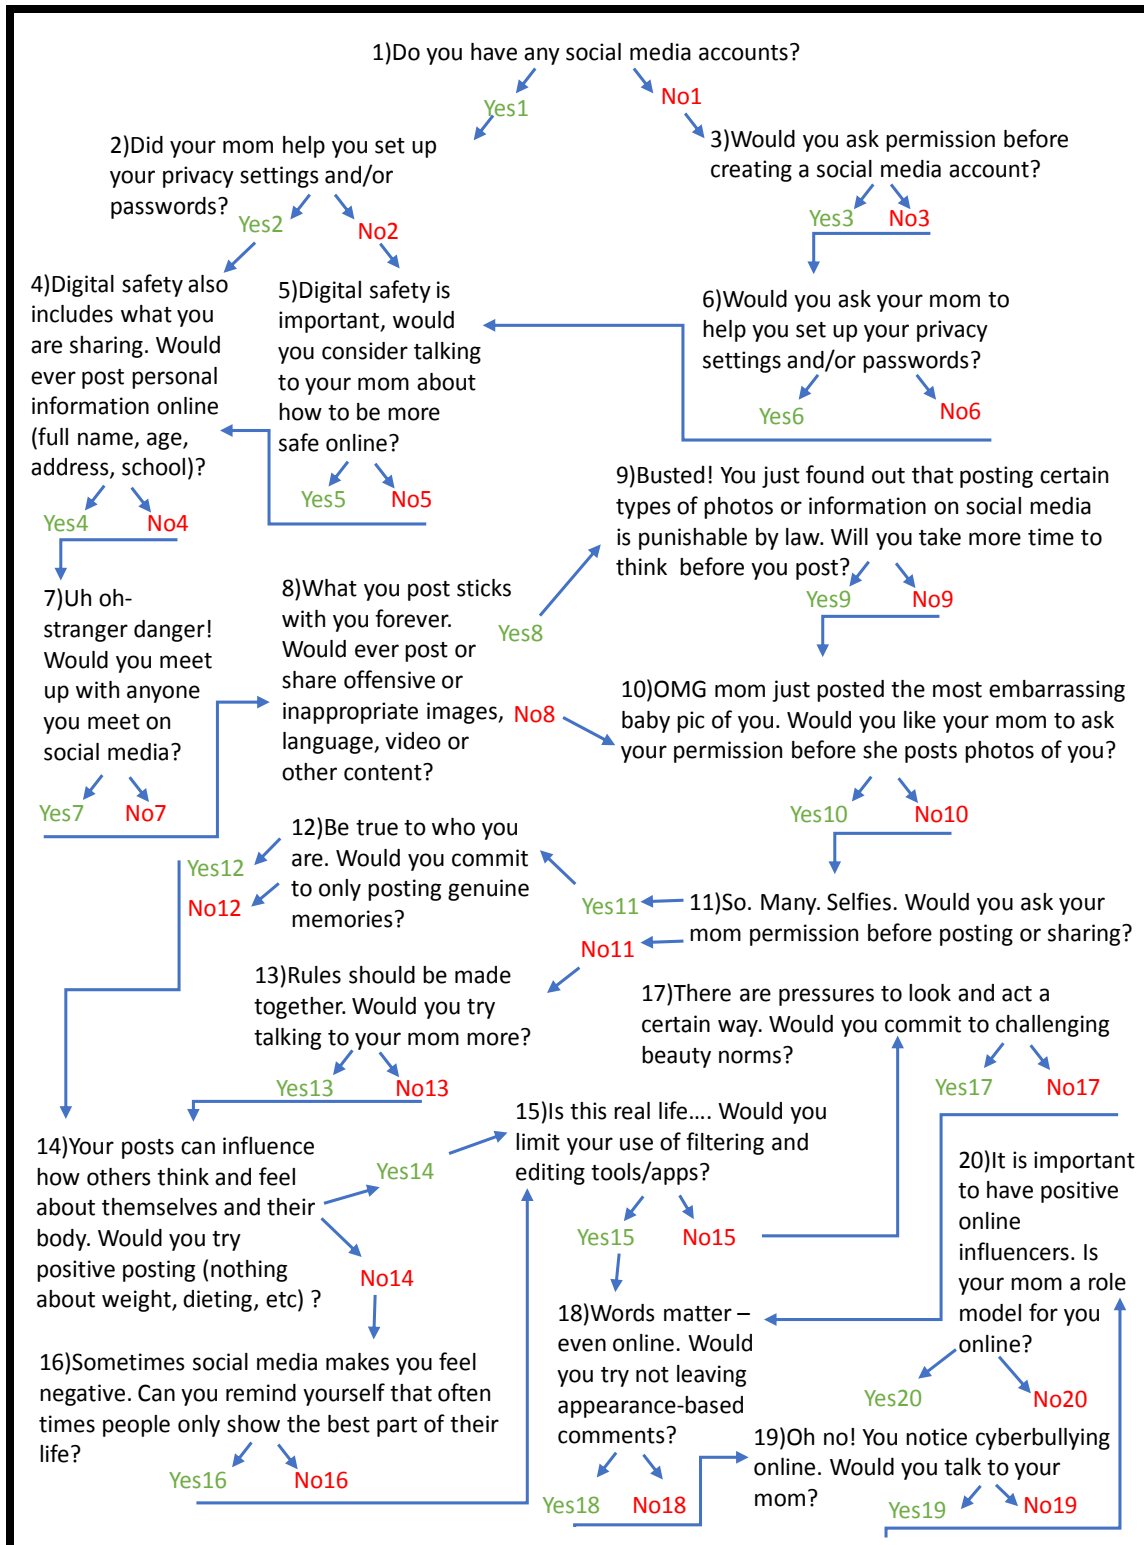 1)Do you have any social media accounts?
Yes1
No1
2)Did your mom help you set up
your privacy settings and/or
passwords?
Yes2
No2
3)Would you ask permission before
creating a social media account?
Yes3
No3
4)Digital safety also
includes what you
are sharing. Would
ever post personal
information online
(full name, age,
address, school)?
Yes4
No4
5)Digital safety is
important, would
you consider talking
to your mom about
how to be more
safe online?
Yes5
No5
6)Would you ask your mom to
help you set up your privacy
settings and/or passwords?
Yes6
No6
7)Uh oh-
stranger danger!
Would you meet
up with anyone
you meet on
social media?
Yes7
No7
8)What you post sticks
with you forever.
Would ever post or
share offensive or
inappropriate images,
language, video or
other content?
Yes8
No8
9)Busted! You just found out that posting certain
types of photos or information on social media
is punishable by law. Will you take more time to
think  before you post?
Yes9
No9
10)OMG mom just posted the most embarrassing
baby pic of you. Would you like your mom to ask
your permission before she posts photos of you?
Yes10
No10
11)So. Many. Selfies. Would you ask your
mom permission before posting or sharing?
Yes11
No11
12)Be true to who you
are. Would you commit
to only posting genuine
memories?
Yes12
No12
13)Rules should be made
together. Would you try
talking to your mom more?
Yes13
No13
14)Your posts can influence
how others think and feel
about themselves and their
body. Would you try
positive posting (nothing
about weight, dieting, etc) ?
Yes14
No14
15)Is this real life…. Would you
limit your use of filtering and
editing tools/apps?
Yes15
No15
16)Sometimes social media makes you feel
negative. Can you remind yourself that often
times people only show the best part of their
life?
Yes16
No16
17)There are pressures to look and act a
certain way. Would you commit to challenging
beauty norms?
Yes17
No17
18)Words matter –
even online. Would
you try not leaving
appearance-based
comments?
Yes18
No18
19)Oh no! You notice cyberbullying
online. Would you talk to your
mom?
Yes19
No19
20)It is important
to have positive
online
influencers. Is
your mom a role
model for you
online?
Yes20
No20